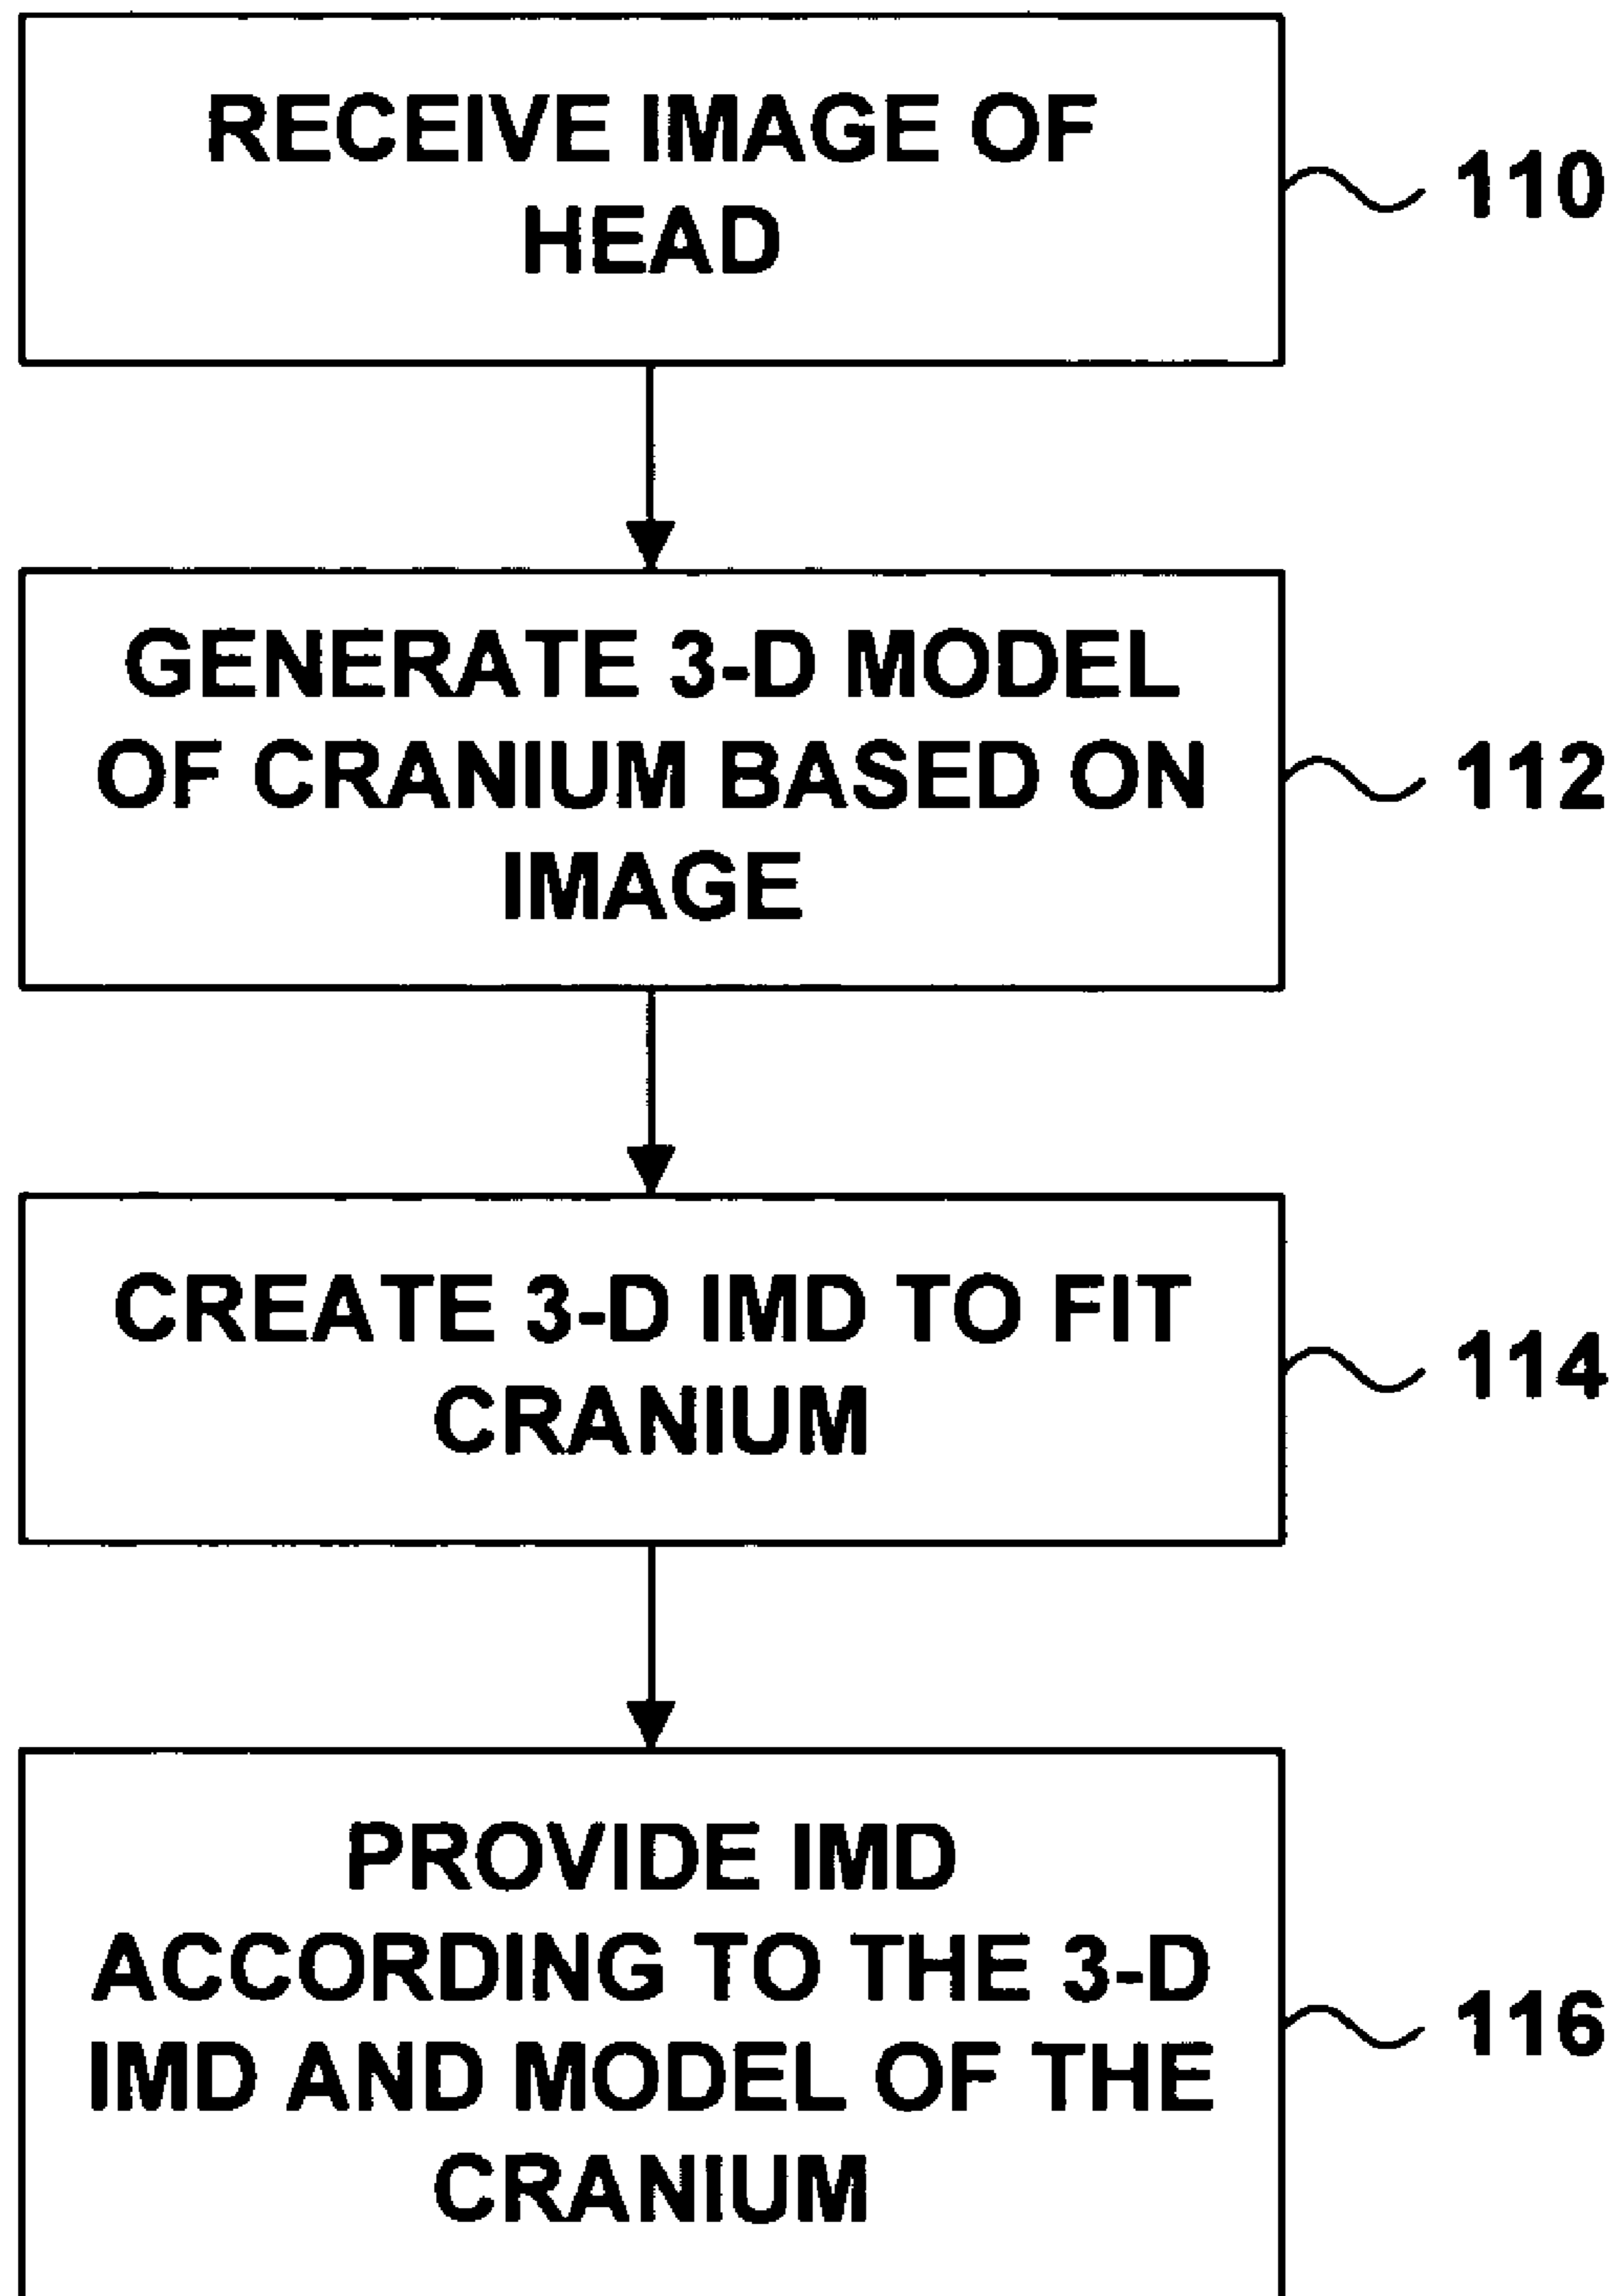 RECEIVE IMAGE OF
HEAD
110
GENERATE 3-D MODEL
OF CRANIUM BASED ON
IMAGE
112
CREATE 3-D IMD TO FIT
CRANIUM
114
PROVIDE IMD
ACCORDING TO THE 3-D
IMD AND MODEL OF THE
CRANIUM
116